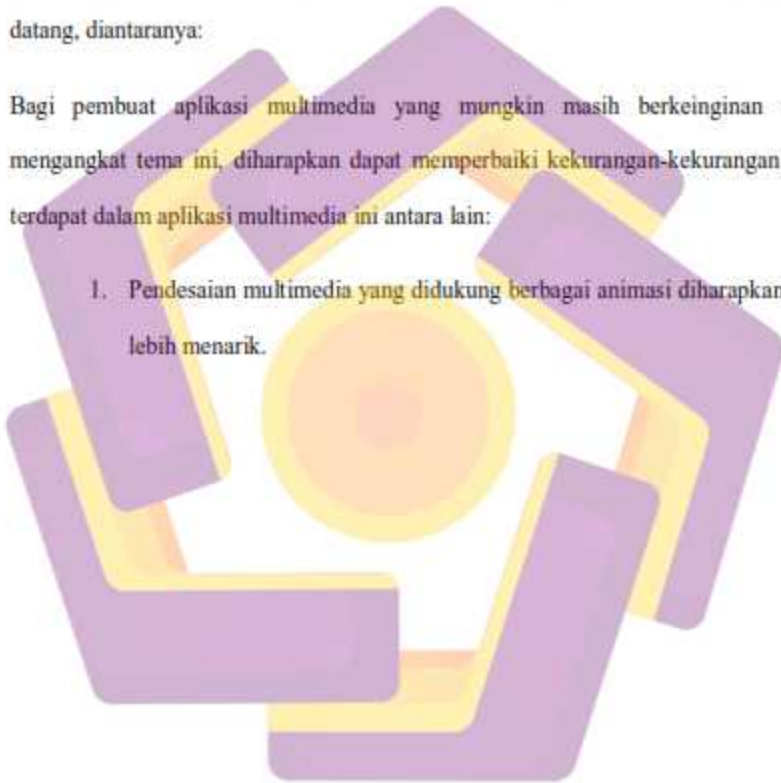 datang, diantaranya:
Bagi pembuat aplikasi multimedia yang mungkin masih berkeinginan
mengangkat tema ini, diharapkan dapat memperbaiki kekurangan-kekurangan
terdapat dalam aplikasi multimedia ini antara lain:
1. Pendesaian multimedia yang didukung berbagai animasi diharapkan
lebih menarik.